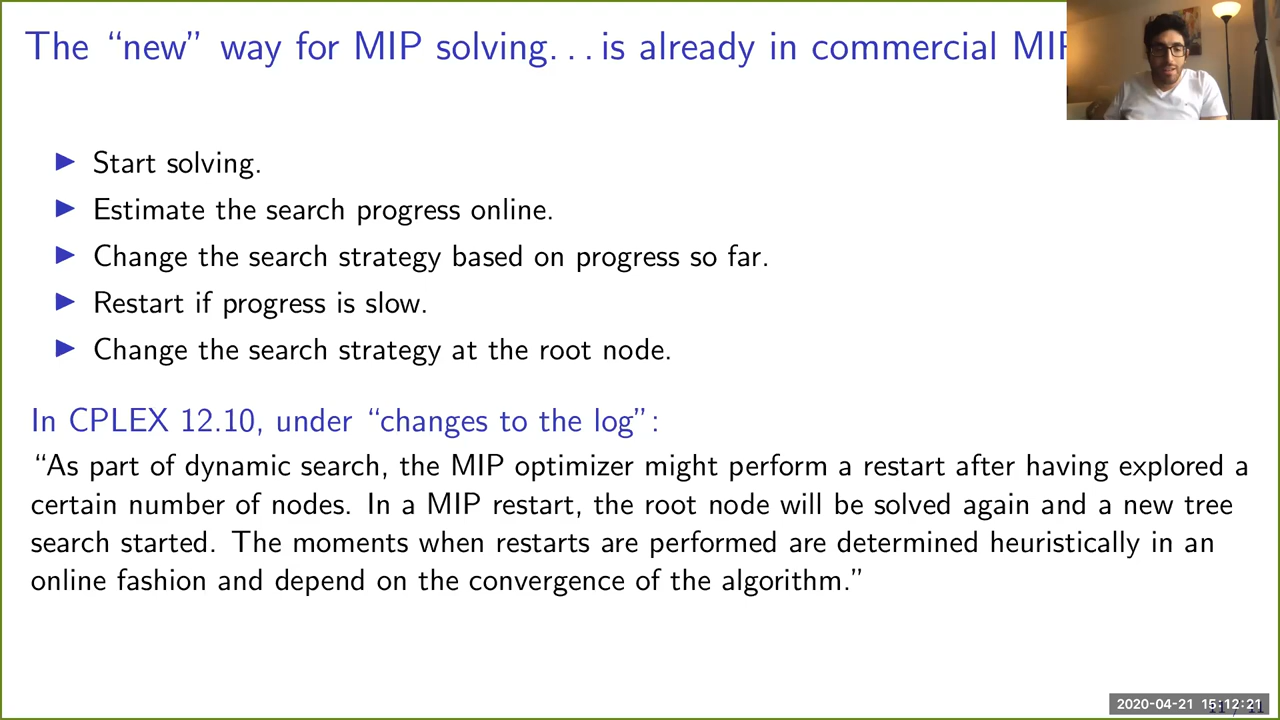 The “new” way for MIP solving. . . is already in commercial MIP
Start solving.
Estimate the search progress online.
Change the search strategy based on progress so far.
Restart if progress is slow.
Change the search strategy at the root node.
In CPLEX 12.10, under “changes to the log”:
“As part of dynamic search, the MIP optimizer might perform a restart after having explored a
certain number of nodes. In a MIP restart, the root node will be solved again and a new tree
search started. The moments when restarts are performed are determined heuristically in an
online fashion and depend on the convergence of the algorithm.”
2020-04-21 15:12:21